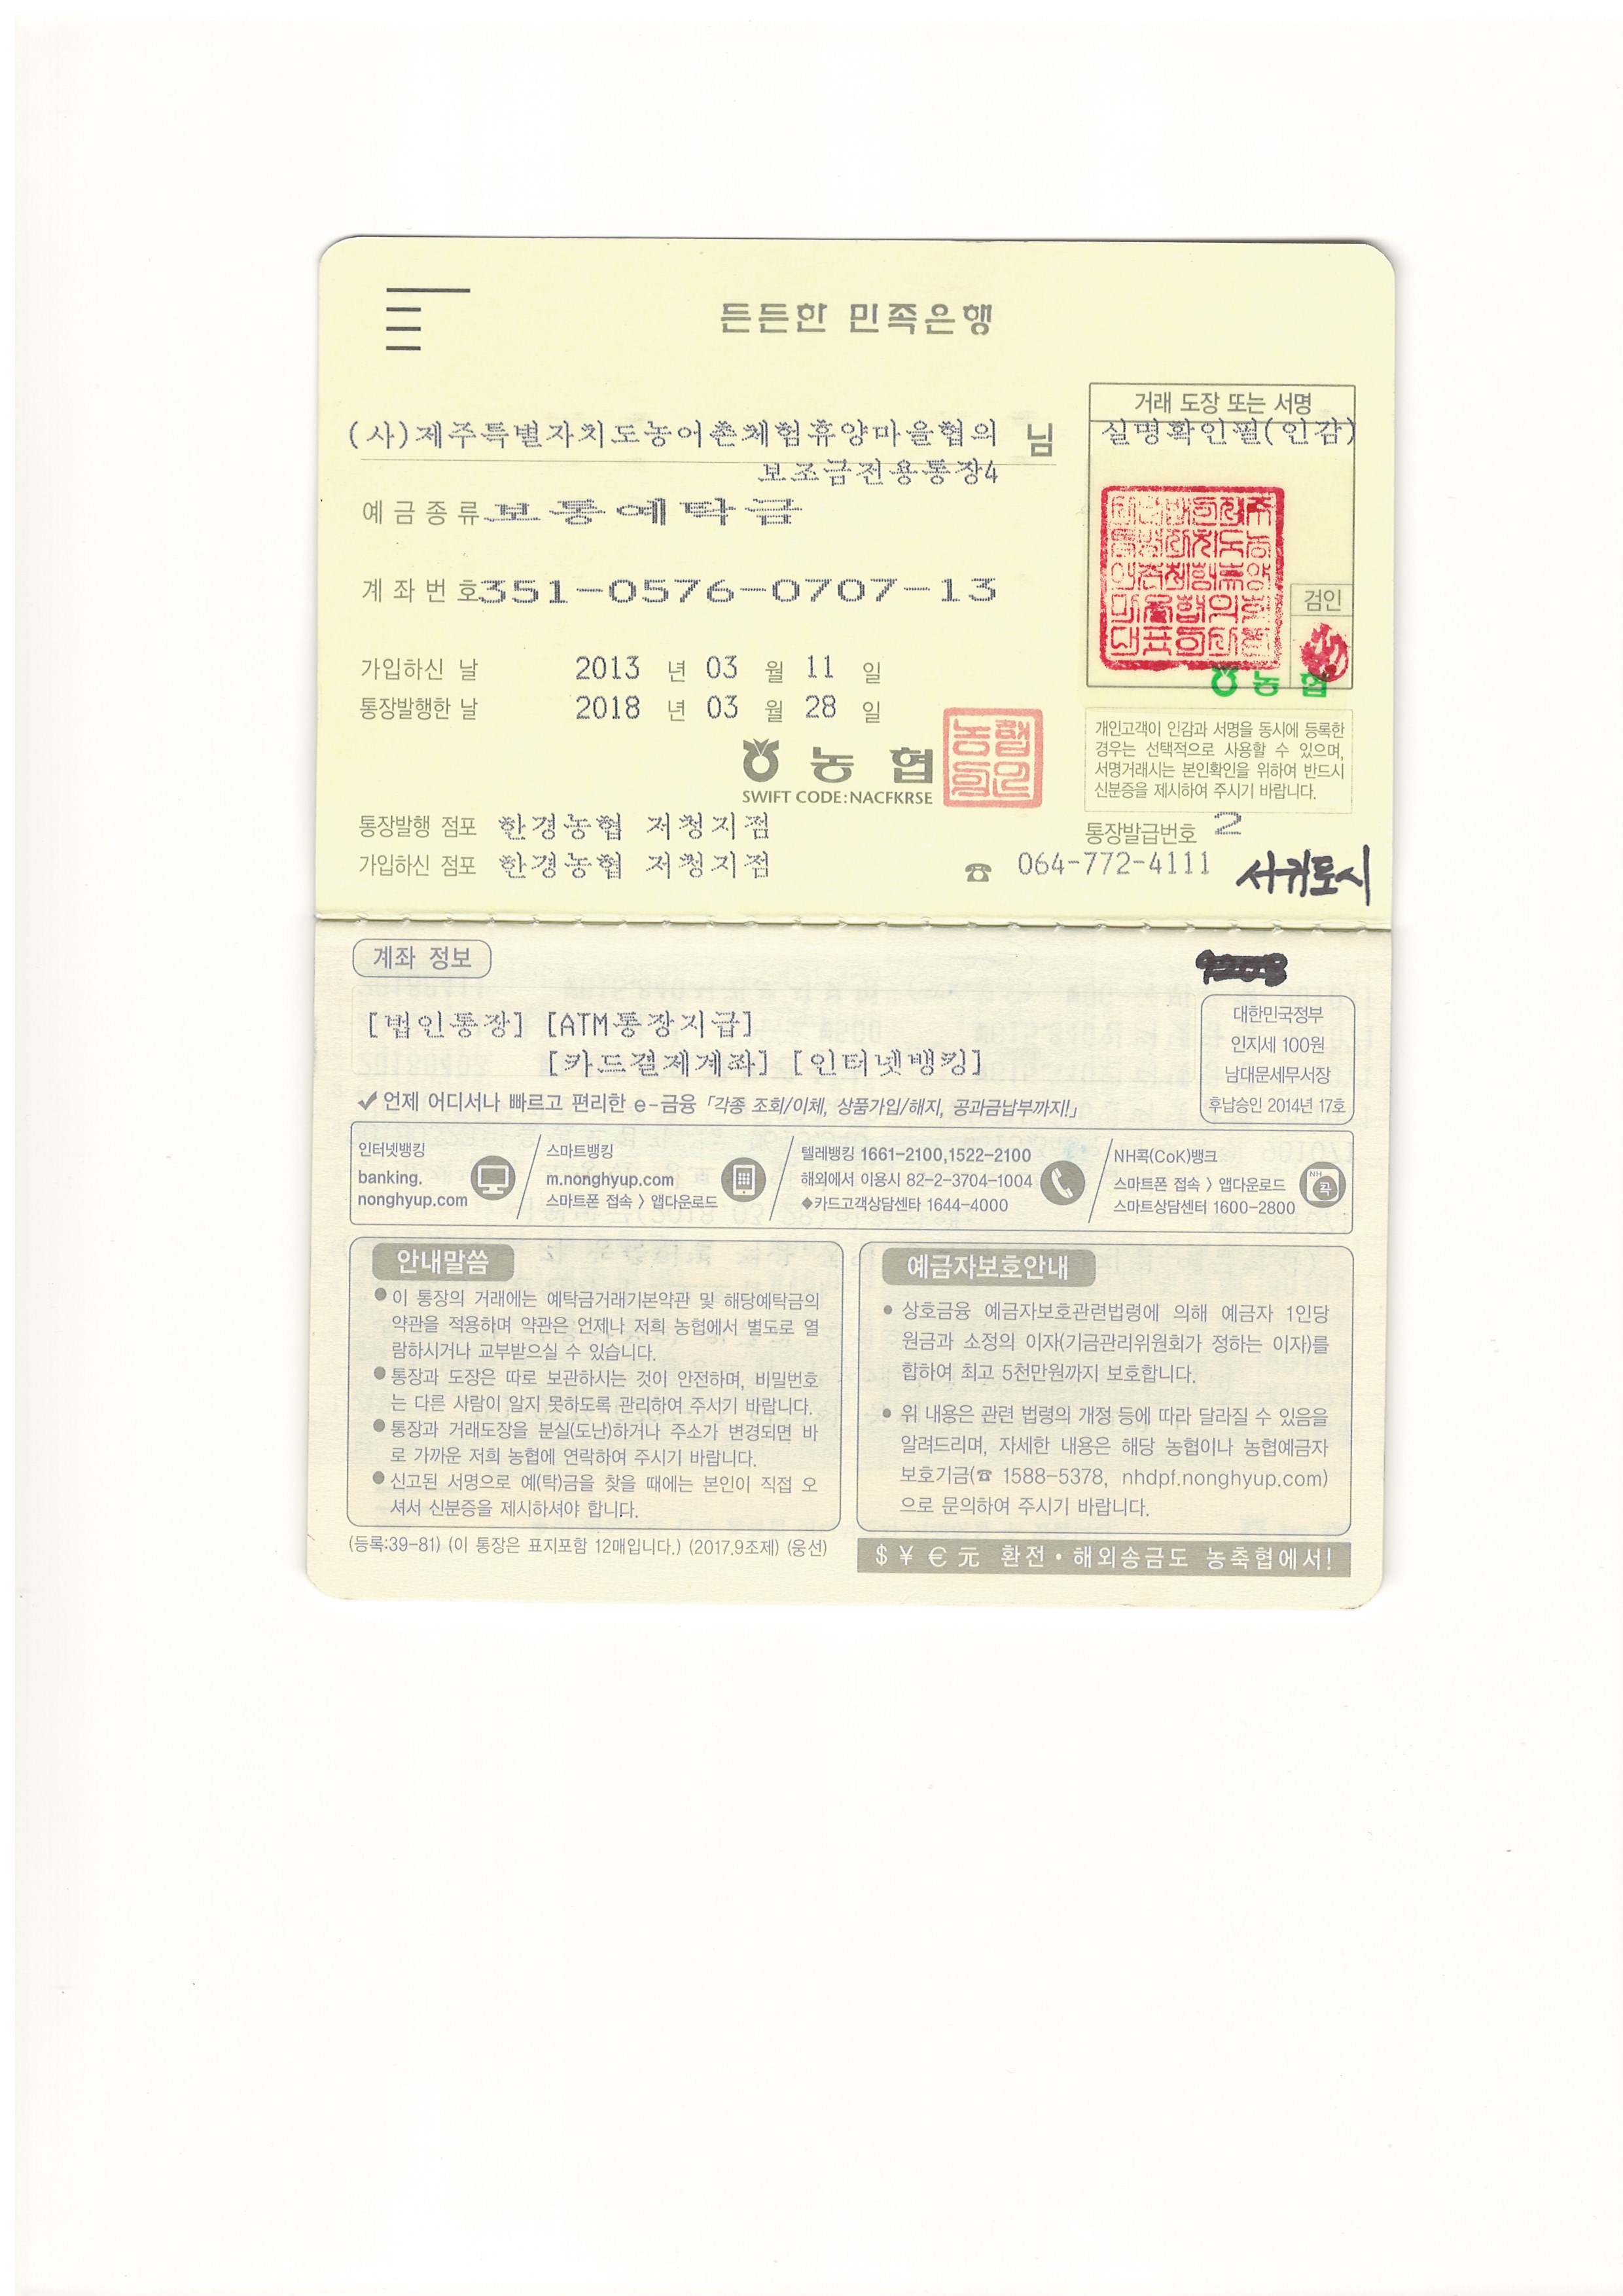 든든한 민족은행
(사)제주특별자치도농어촌체험휴양마을협의 님
보조금전용통장4
거래 도장 또는 서명
실명확인필(인감)
예금종류 보통예탁금
계좌번호 351-0576-0707-13
검인
가입하신 날 2013 년 03 월 11 일
통장발행한 날 2018 년 03 월 28 일
농협
농협
SWIFT CODE:NACFKRSE
개인고객이 인감과 서명을 동시에 등록한
경우는 선택적으로 사용할 수 있으며,
서명거래시는 본인확인을 위하여 반드시
신분증을 제시하여 주시기 바랍니다.
통장발행 점포 한경농협 저청지점
통장발급번호 2
가입하신 점포 한경농협 저청지점
☎ 064-772-4111
서귀포시
계좌 정보
[법인통장] [ATM통장지급]
[카드결제계좌] [인터넷뱅킹]
대한민국정부
인지세 100원
남대문세무서장
후납승인 2014년 17호
✓언제 어디서나 빠르고 편리한 e-금융 「각종 조회/이체, 상품가입/해지, 공과금납부까지!」
인터넷뱅킹
banking.
nonghyup.com
스마트뱅킹
m.nonghyup.com
스마트폰 접속 > 앱다운로드
텔레뱅킹 1661-2100,1522-2100
해외에서 이용시 82-2-3704-1004
◆카드고객상담센타 1644-4000
NH콕(CoK)뱅크
스마트폰 접속 > 앱다운로드
스마트상담센터 1600-2800
NH
콕
안내말씀
● 이 통장의 거래에는 예탁금거래기본약관 및 해당예탁금의
약관을 적용하며 약관은 언제나 저희 농협에서 별도로 열
람하시거나 교부받으실 수 있습니다.
● 통장과 도장은 따로 보관하시는 것이 안전하며, 비밀번호
는 다른 사람이 알지 못하도록 관리하여 주시기 바랍니다.
● 통장과 거래도장을 분실(도난)하거나 주소가 변경되면 바
로 가까운 저희 농협에 연락하여 주시기 바랍니다.
● 신고된 서명으로 예(탁)금을 찾을 때에는 본인이 직접 오
셔서 신분증을 제시하셔야 합니다.
예금자보호안내
• 상호금융 예금자보호관련법령에 의해 예금자 1인당
원금과 소정의 이자(기금관리위원회가 정하는 이자)를
합하여 최고 5천만원까지 보호합니다.
• 위 내용은 관련 법령의 개정 등에 따라 달라질 수 있음을
알려드리며, 자세한 내용은 해당 농협이나 농협예금자
보호기금(☎ 1588-5378, nhdpf.nonghyup.com)
으로 문의하여 주시기 바랍니다.
(등록:39-81) (이 통장은 표지포함 12매입니다.) (2017.9조제) (웅선)
$ ¥ € 元 환전 • 해외송금도 농축협에서!